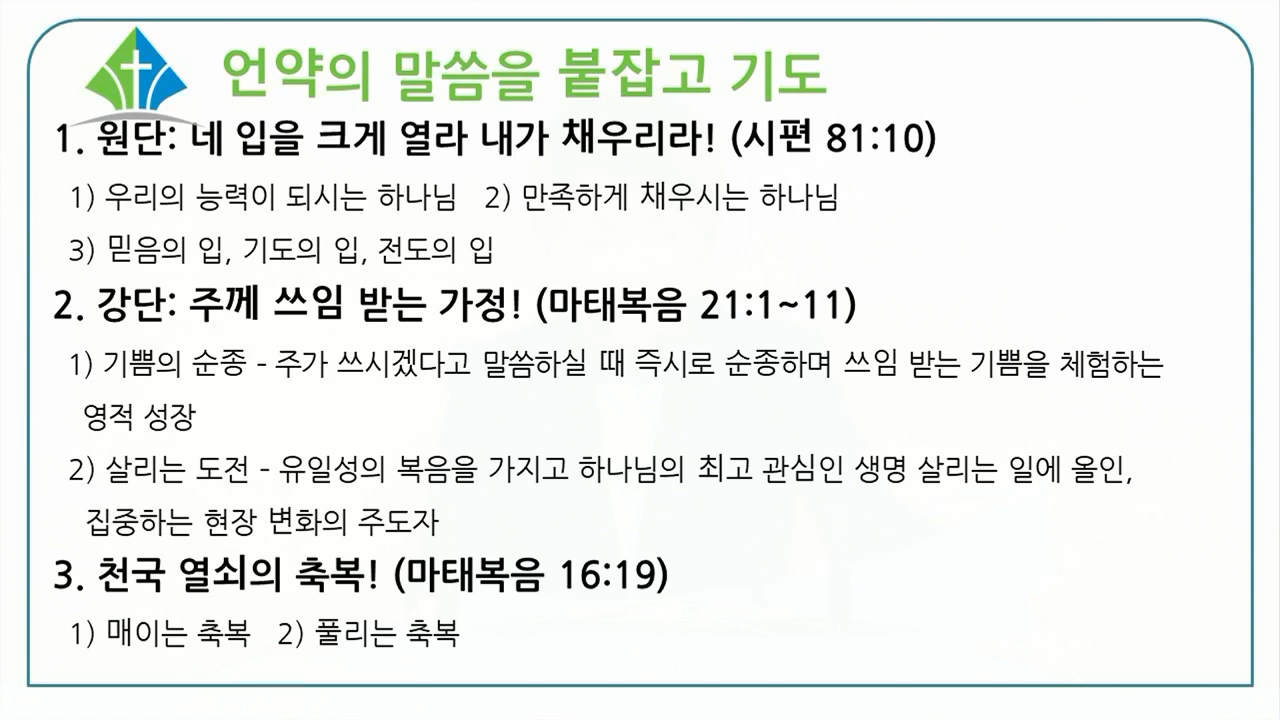 언약의 말씀을 붙잡고 기도
1. 원단: 네 입을 크게 열라 내가 채우리라! (시편 81:10)
1) 우리의 능력이 되시는 하나님 2) 만족하게 채우시는 하나님
3) 믿음의 입, 기도의 입, 전도의 입
2. 강단: 주께 쓰임 받는 가정! (마태복음 21:1~11)
1) 기쁨의 순종 - 주가 쓰시겠다고 말씀하실 때 즉시로 순종하며 쓰임 받는 기쁨을 체험하는
영적 성장
2) 살리는 도전 - 유일성의 복음을 가지고 하나님의 최고 관심인 생명 살리는 일에 올인,
집중하는 현장 변화의 주도자
3. 천국 열쇠의 축복! (마태복음 16:19)
1) 매이는 축복 2) 풀리는 축복